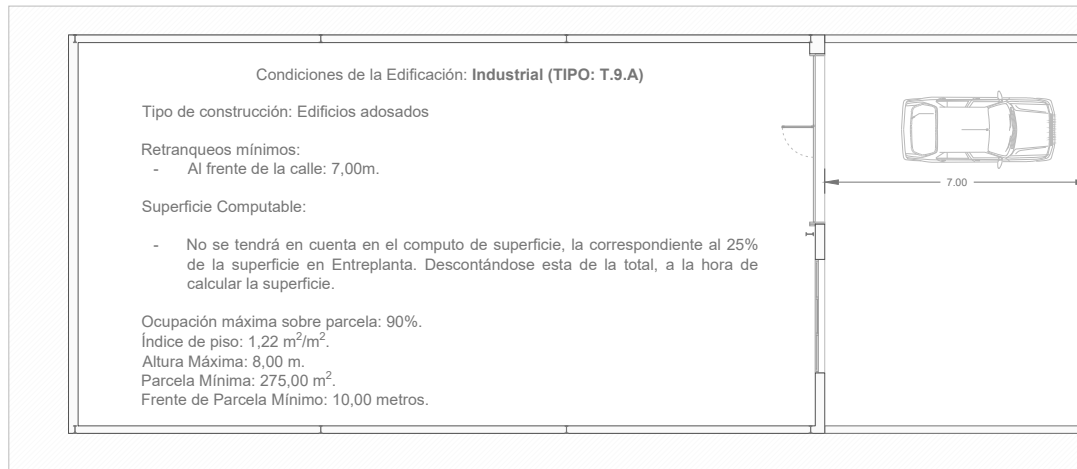 Condiciones de la Edificación: Industrial (TIPO: T.9.A)
Tipo de construcción: Edificios adosados
Retranqueos mínimos:
- Al frente de la calle: 7,00m.
7.00
Superficie Computable:
- No se tendrá en cuenta en el computo de superficie, la correspondiente al 25%
de la superficie en Entreplanta. Descontándose esta de la total, a la hora de
calcular la superficie.
Ocupación máxima sobre parcela: 90%.
Índice de piso: 1,22 m²/m².
Altura Máxima: 8,00 m.
Parcela Mínima: 275,00 m².
Frente de Parcela Mínimo: 10,00 metros.